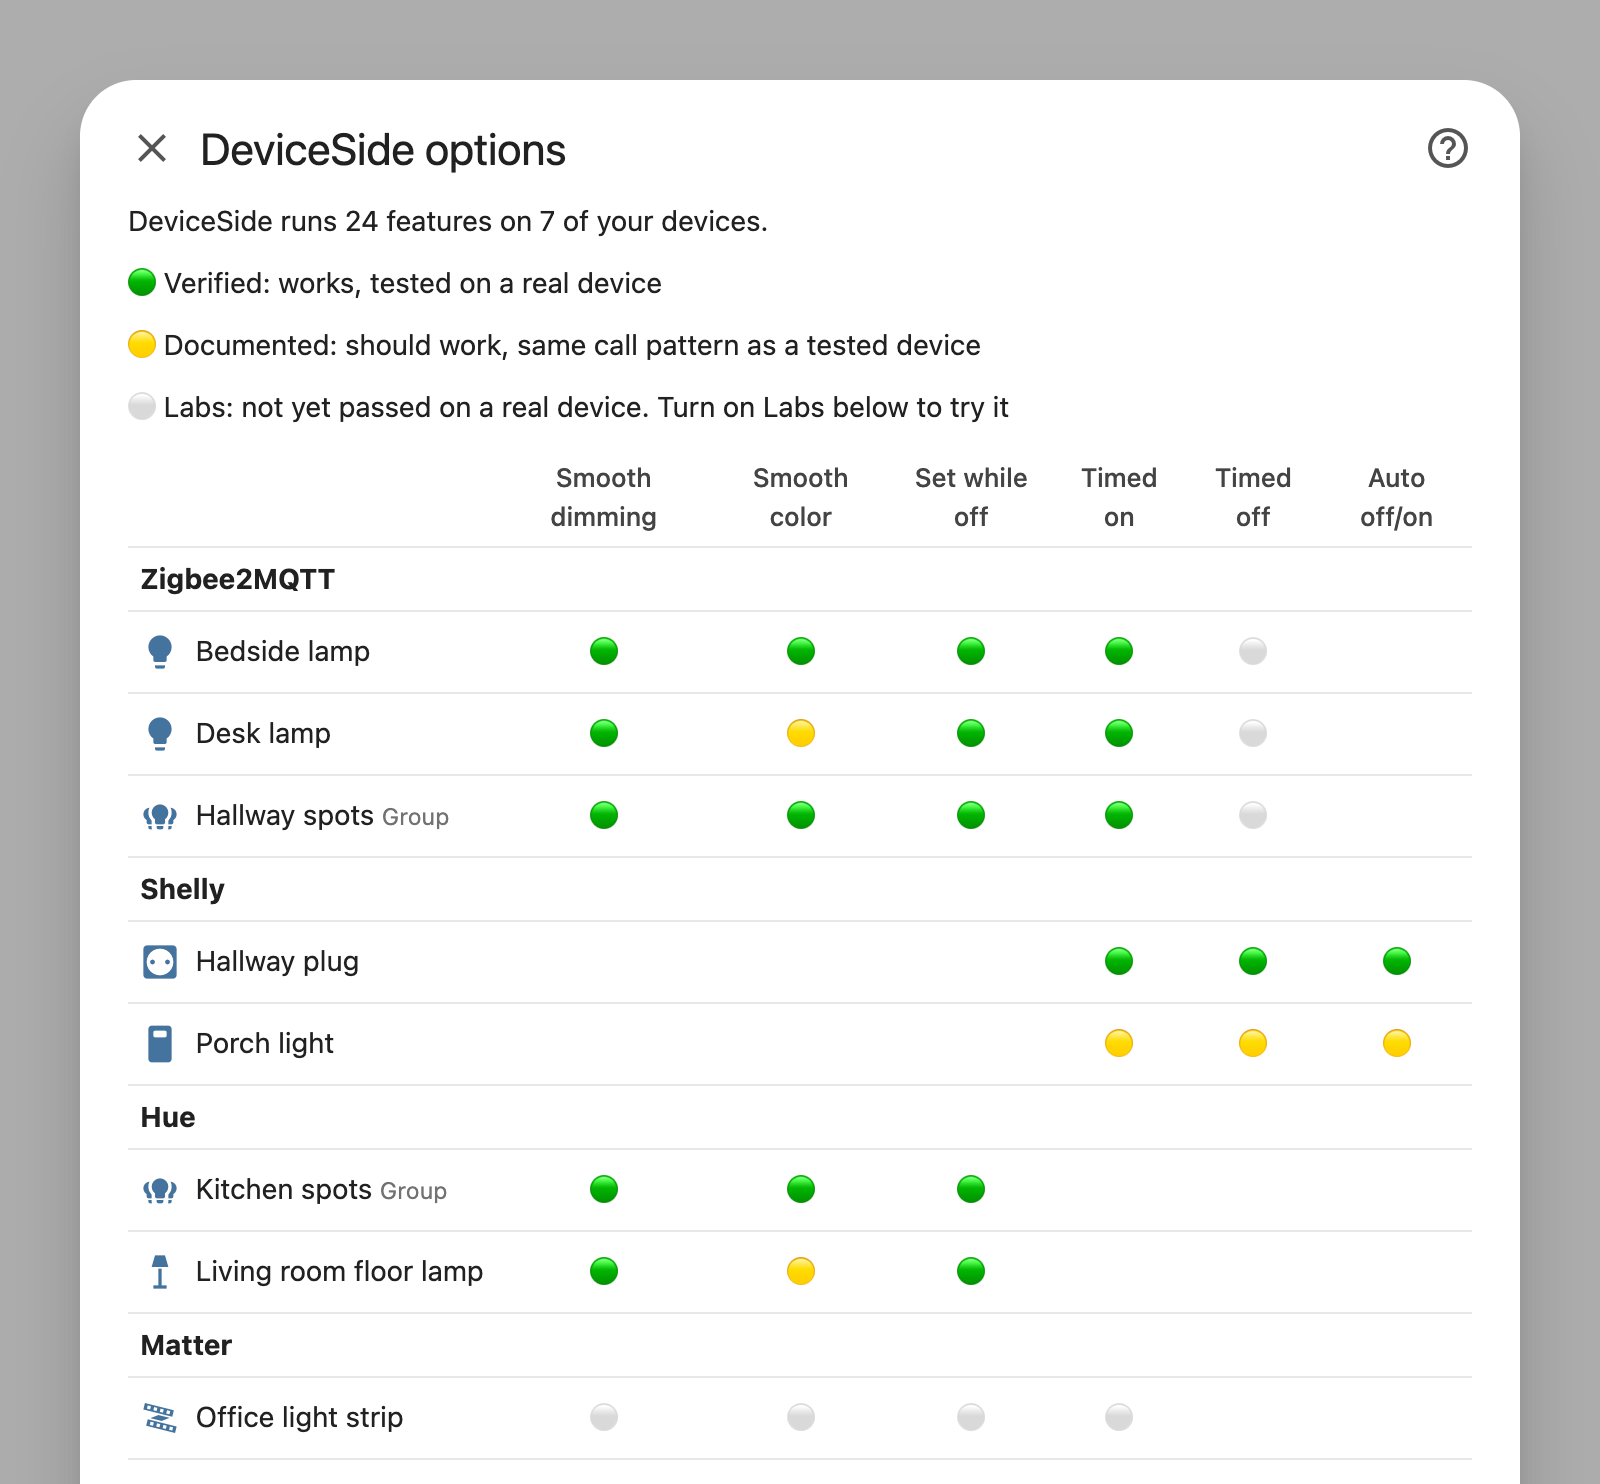 DeviceSide options
DeviceSide runs 24 features on 7 of your devices.
Verified: works, tested on a real device
Documented: should work, same call pattern as a tested device
Labs: not yet passed on a real device. Turn on Labs below to try it
Smooth dimming
Smooth color
Set while off
Timed on
Timed off
Auto off/on
Zigbee2MQTT
Bedside lamp
Desk lamp
Hallway spots Group
Shelly
Hallway plug
Porch light
Hue
Kitchen spots Group
Living room floor lamp
Matter
Office light strip